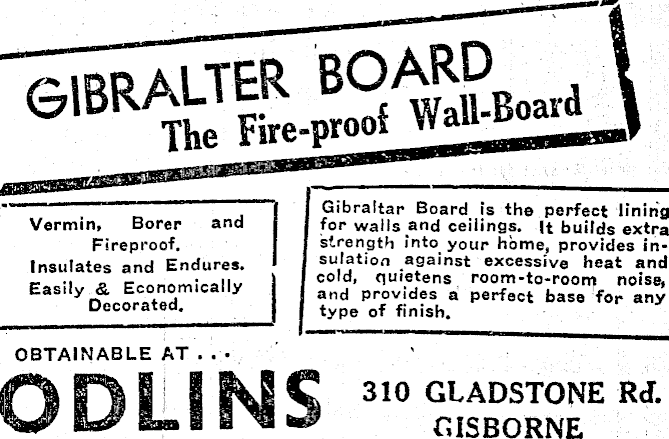 GIBRALTER BOARD
The Fire-proof Wall-Board
Vermin, Borer and
Fireproof.
Insulates and Endures.
Easily & Economically
Decorated.
Gibraltar Board is the perfect lining
for walls and ceilings. It builds extra
strength into your home, provides in-
sulation against excessive heat and
cold, quietens room-to-room noise,
and provides a perfect base for any
type of finish.
OBTAINABLE AT ...
ODLINS
310 GLADSTONE Rd.
GISBORNE